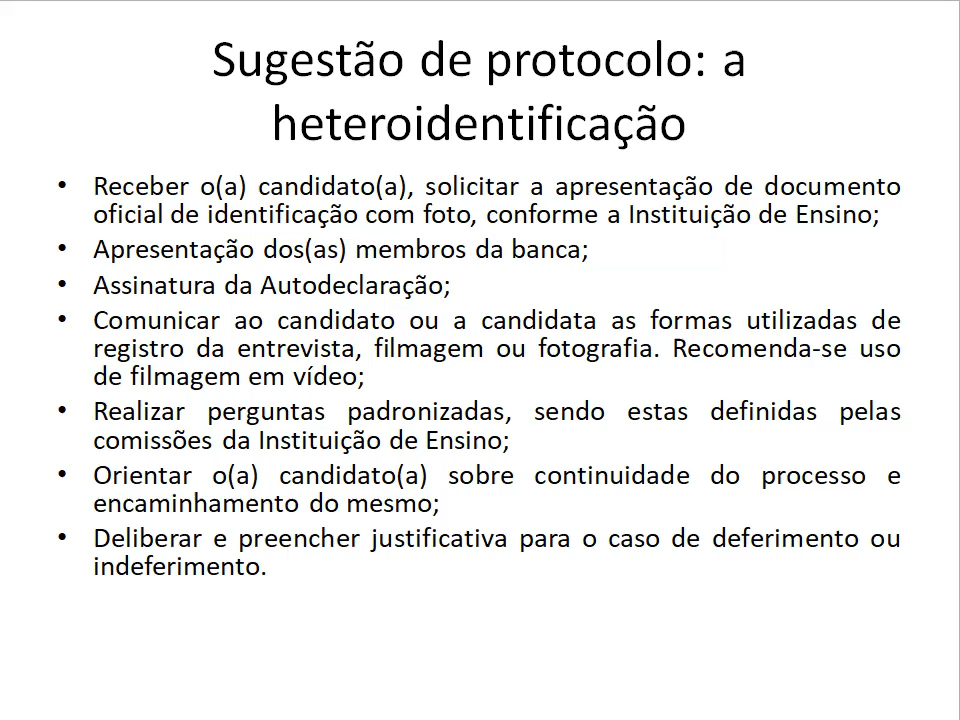 Sugestão de protocolo: a
heteroidentificação
• Receber o(a) candidato(a), solicitar a apresentação de documento
oficial de identificação com foto, conforme a Instituição de Ensino;
• Apresentação dos(as) membros da banca;
• Assinatura da Autodeclaração;
• Comunicar ao candidato ou a candidata as formas utilizadas de
registro da entrevista, filmagem ou fotografia. Recomenda-se uso
de filmagem em vídeo;
• Realizar perguntas padronizadas, sendo estas definidas pelas
comissões da Instituição de Ensino;
• Orientar o(a) candidato(a) sobre continuidade do processo e
encaminhamento do mesmo;
• Deliberar e preencher justificativa para o caso de deferimento ou
indeferimento.